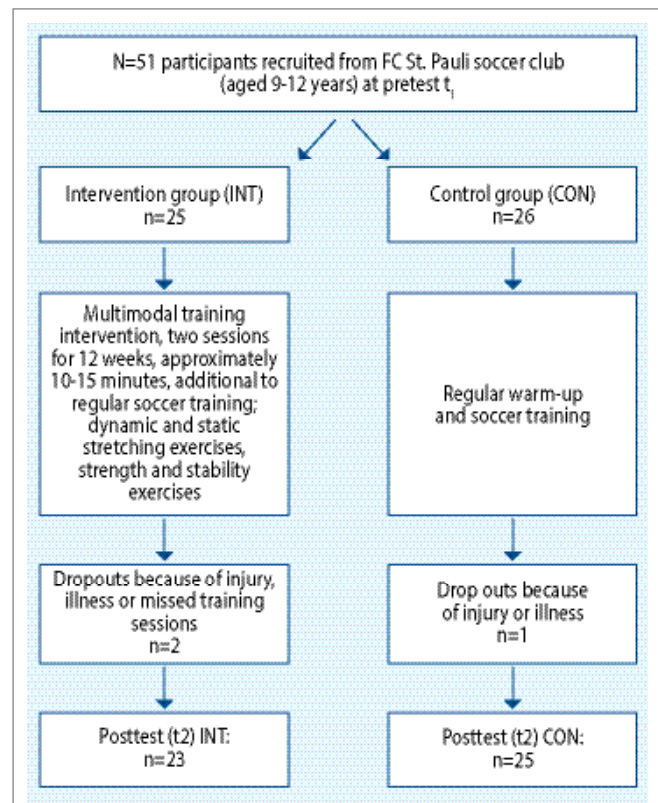 N=51 participants recruited from FC St. Pauli soccer club
(aged 9-12 years) at pretest t₁
Intervention group (INT)
n=25
Control group (CON)
n=26
Multimodal training
intervention, two sessions
for 12 weeks, approximately
10-15 minutes, additional to
regular soccer training;
dynamic and static
stretching exercises,
strength and stability
exercises
Regular warm-up
and soccer training
Dropouts because of injury,
illness or missed training
sessions
n=2
Drop outs because
of injury or illness
n=1
Posttest (t2) INT:
n=23
Posttest (t2) CON:
n=25